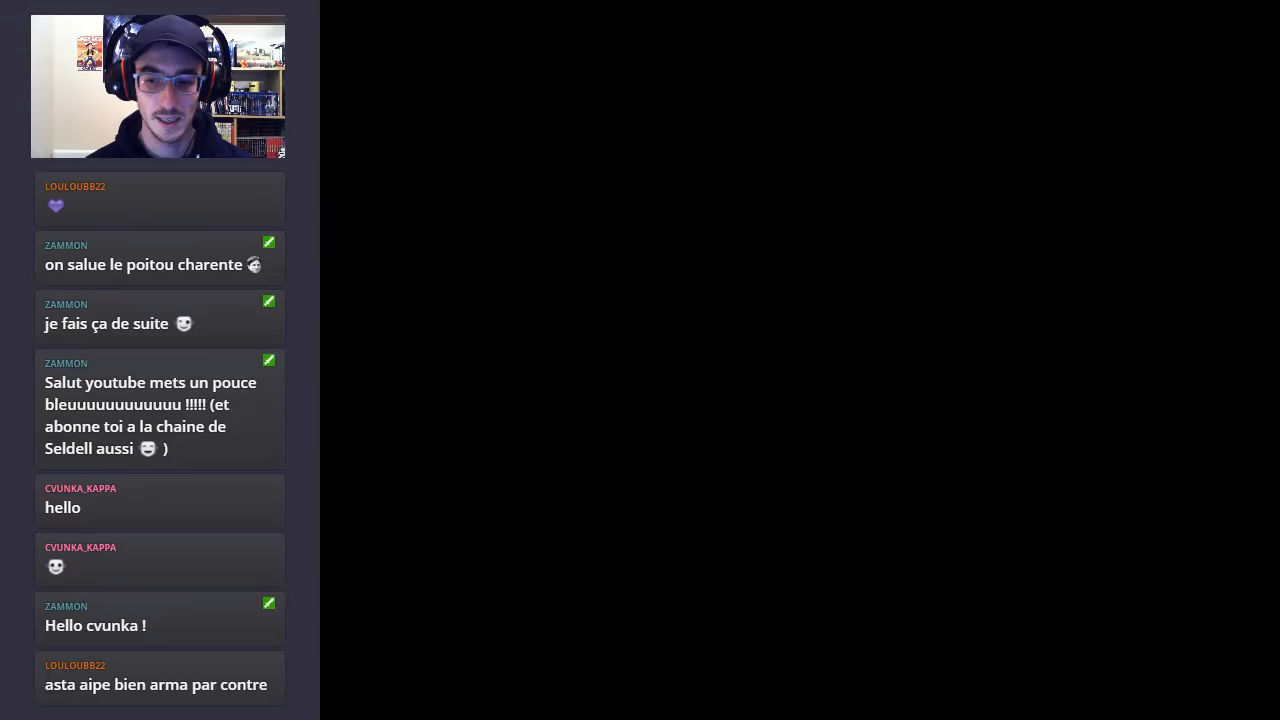 LOULOUBB22
ZAMMON
on salue le poitou charente
ZAMMON
je fais ça de suite
ZAMMON
Salut youtube mets un pouce
bleuuuuuuuuuuu !!!!! (et
abonne toi a la chaine de
Seldell aussi )
CVUNKA_KAPPA
hello
CVUNKA_KAPPA
ZAMMON
Hello cvunka !
LOULOUBB22
asta aipe bien arma par contre